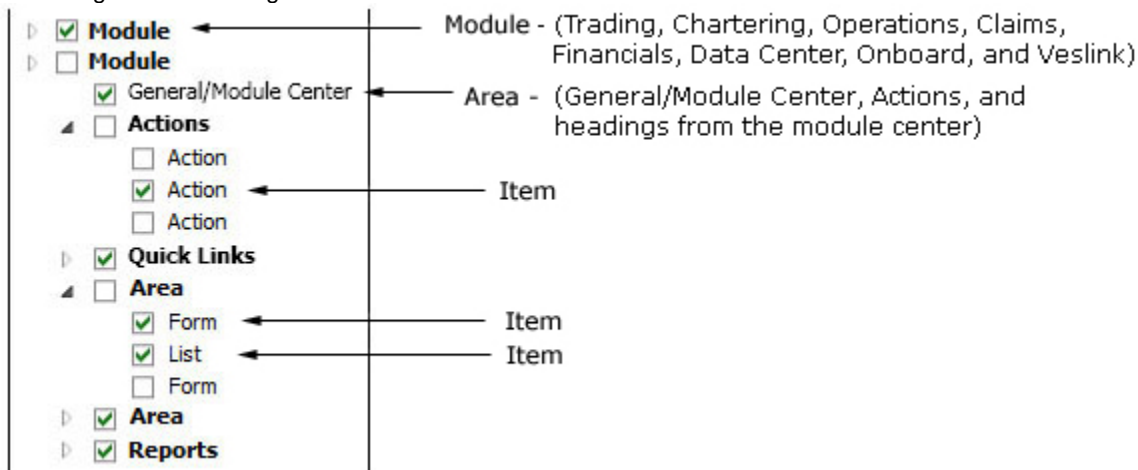 Module
Module - (Trading, Chartering, Operations, Claims,
Financials, Data Center, Onboard, and Veslink)
Module
General/Module Center
Area - (General/Module Center, Actions, and
headings from the module center)
Actions
Action
Action
Item
Action
Quick Links
Area
Form
Item
List
Item
Form
Area
Reports